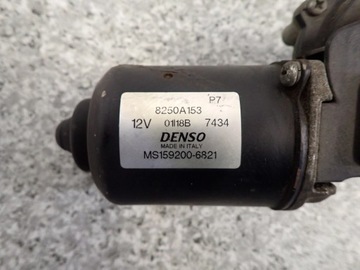 P7
8250A153
12V 01118B 7434
DENSO
MADE IN ITALY
MS159200-6821